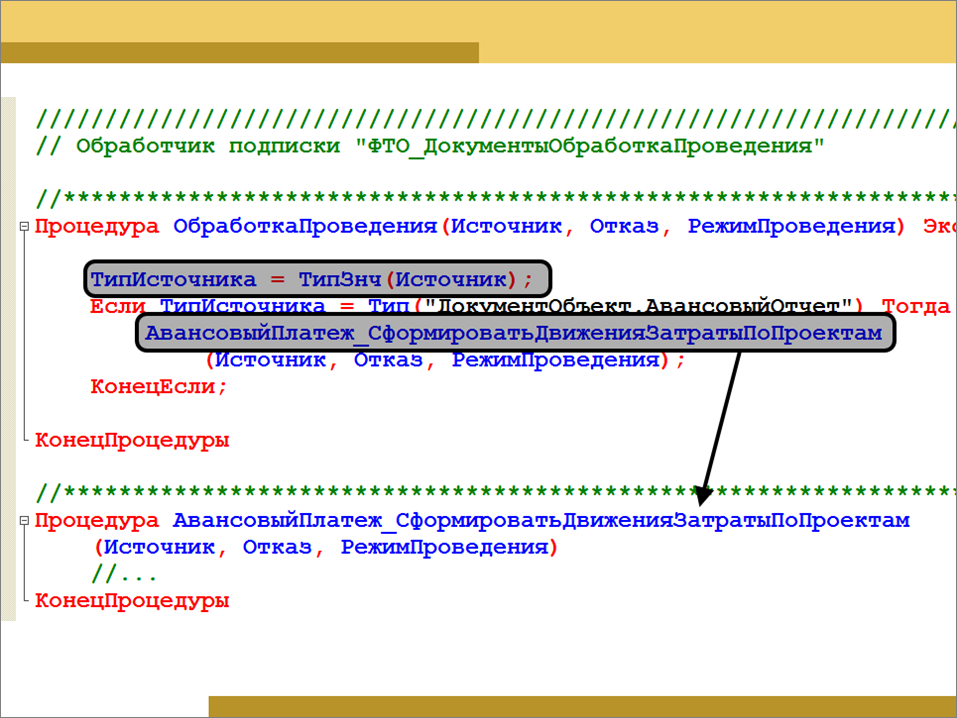 ////////////////////////////////////////////////////////////////////
// Обработчик подписки "ФТО_ДокументыОбработкаПроведения"
//*****************************************************************
Процедура ОбработкаПроведения(Источник, Отказ, РежимПроведения) Эк
ТипИсточника = ТипЗнч(Источник);
Если ТипИсточника = Тип("ДокументОбъект.АвансовыйОтчет") Тогда
АвансовыйПлатеж_СформироватьДвиженияЗатратыПоПроектам
(Источник, Отказ, РежимПроведения);
КонецЕсли;
КонецПроцедуры
//*****************************************************************
Процедура АвансовыйПлатеж_СформироватьДвиженияЗатратыПоПроектам
(Источник, Отказ, РежимПроведения)
//...
КонецПроцедуры